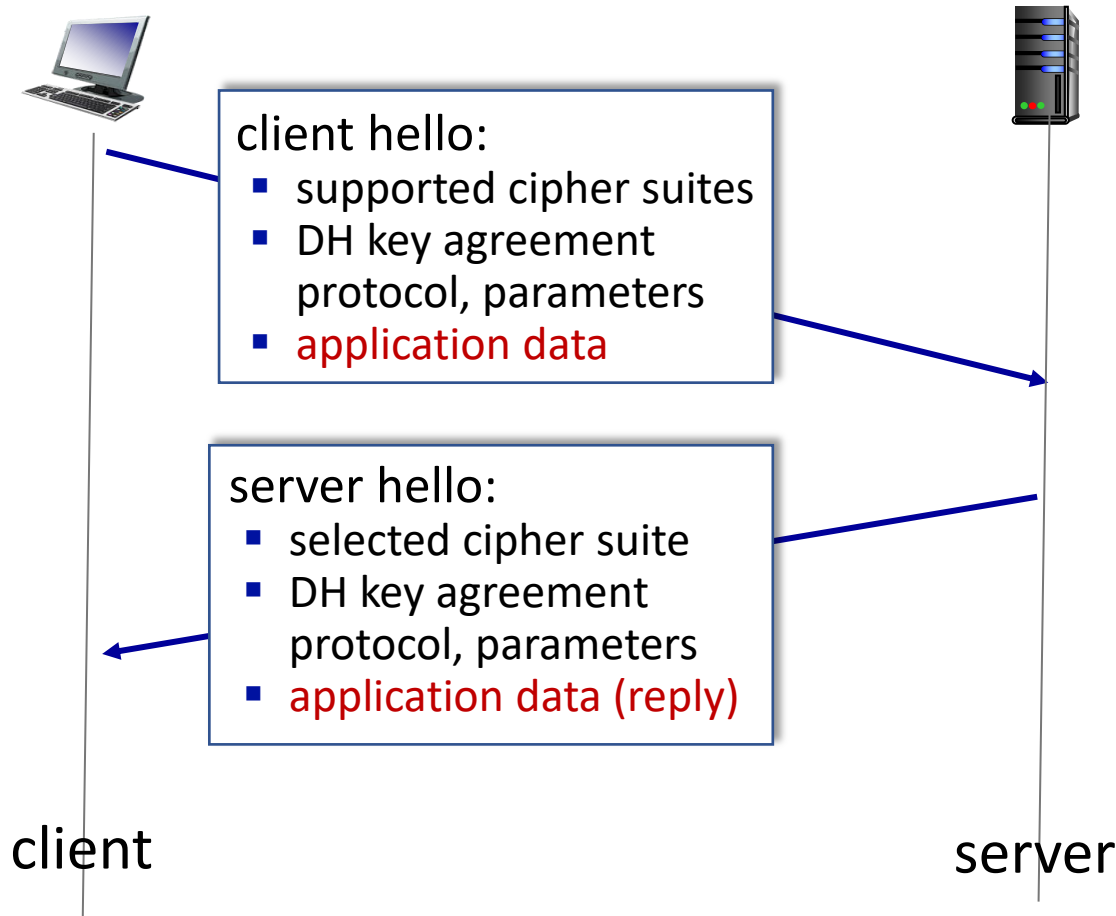 client hello:
▪ supported cipher suites
▪ DH key agreement
protocol, parameters
▪ application data
server hello:
▪ selected cipher suite
▪ DH key agreement
protocol, parameters
▪ application data (reply)
client
server